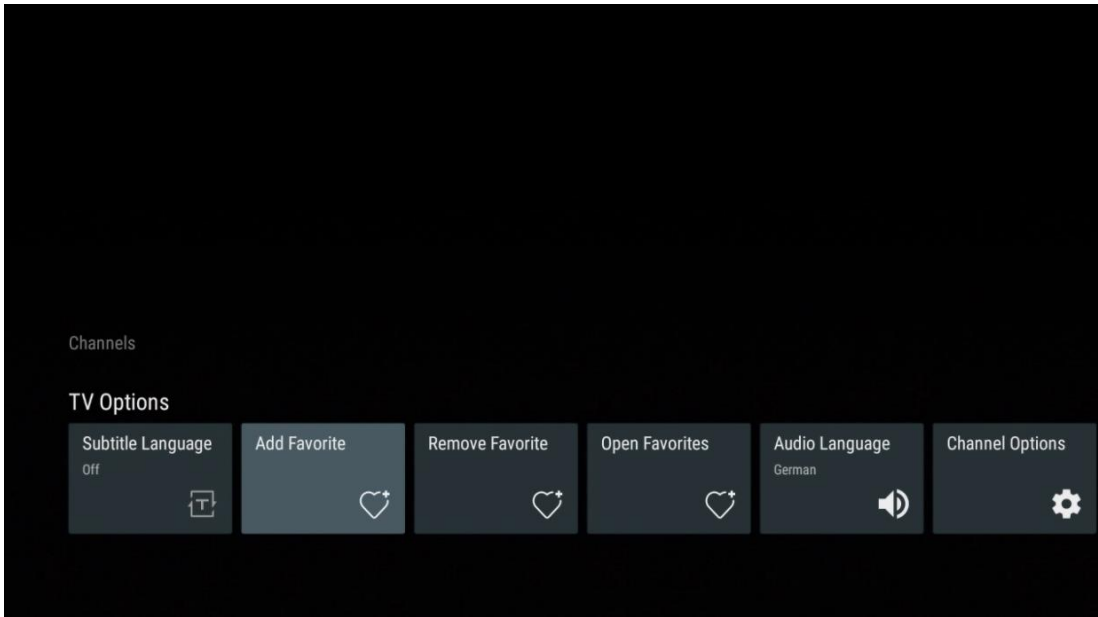 Channels
TV Options
Subtitle Language
Off
Add Favorite
Remove Favorite
Open Favorites
Audio Language
German
Channel Options